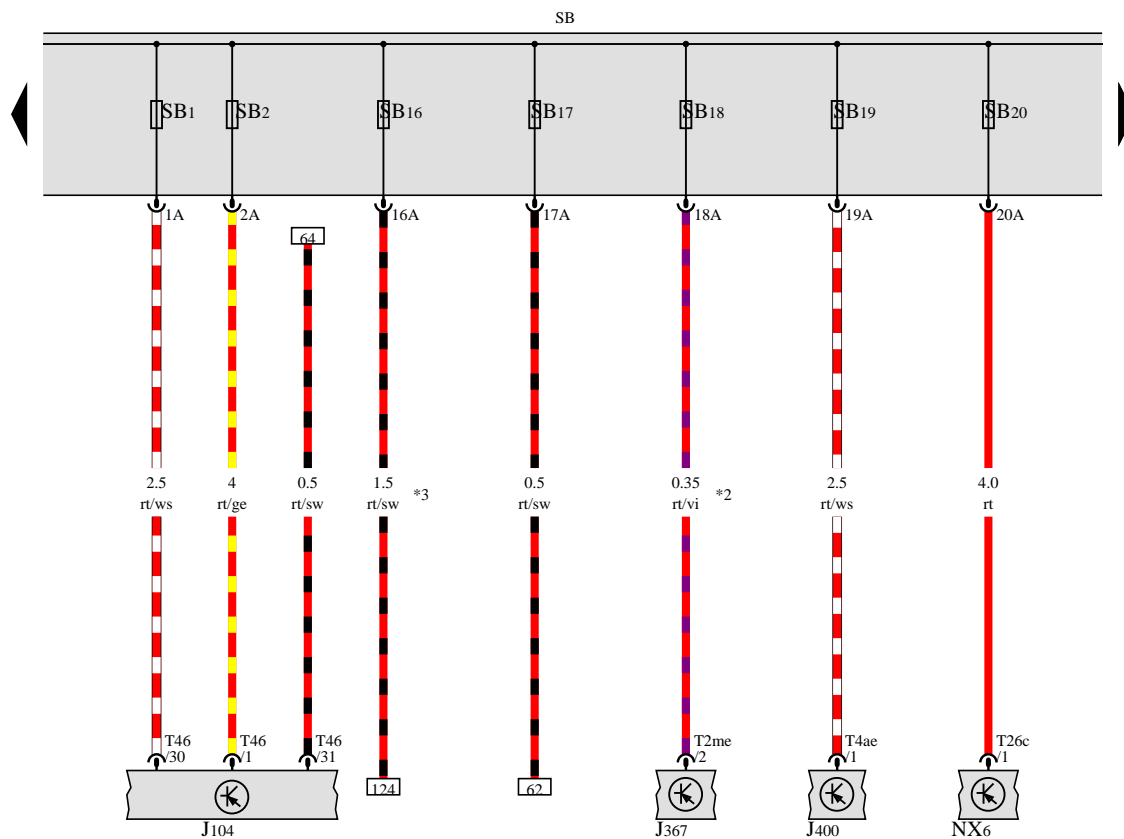 SB
SB1 SB2 SB16 SB17 SB18 SB19 SB20
1A 2A 16A 17A 18A 19A 20A
64
2.5 4 0.5 1.5 0.5 0.35 2.5 4.0
*3 *2
rt/ws rt/ge rt/sw rt/sw rt/sw rt/vi rt/ws rt
T46 T46 T46 T2me T4ae T26c
/30 /1 /31 /2 /1 /1
124 62
J104 J367 J400 NX6